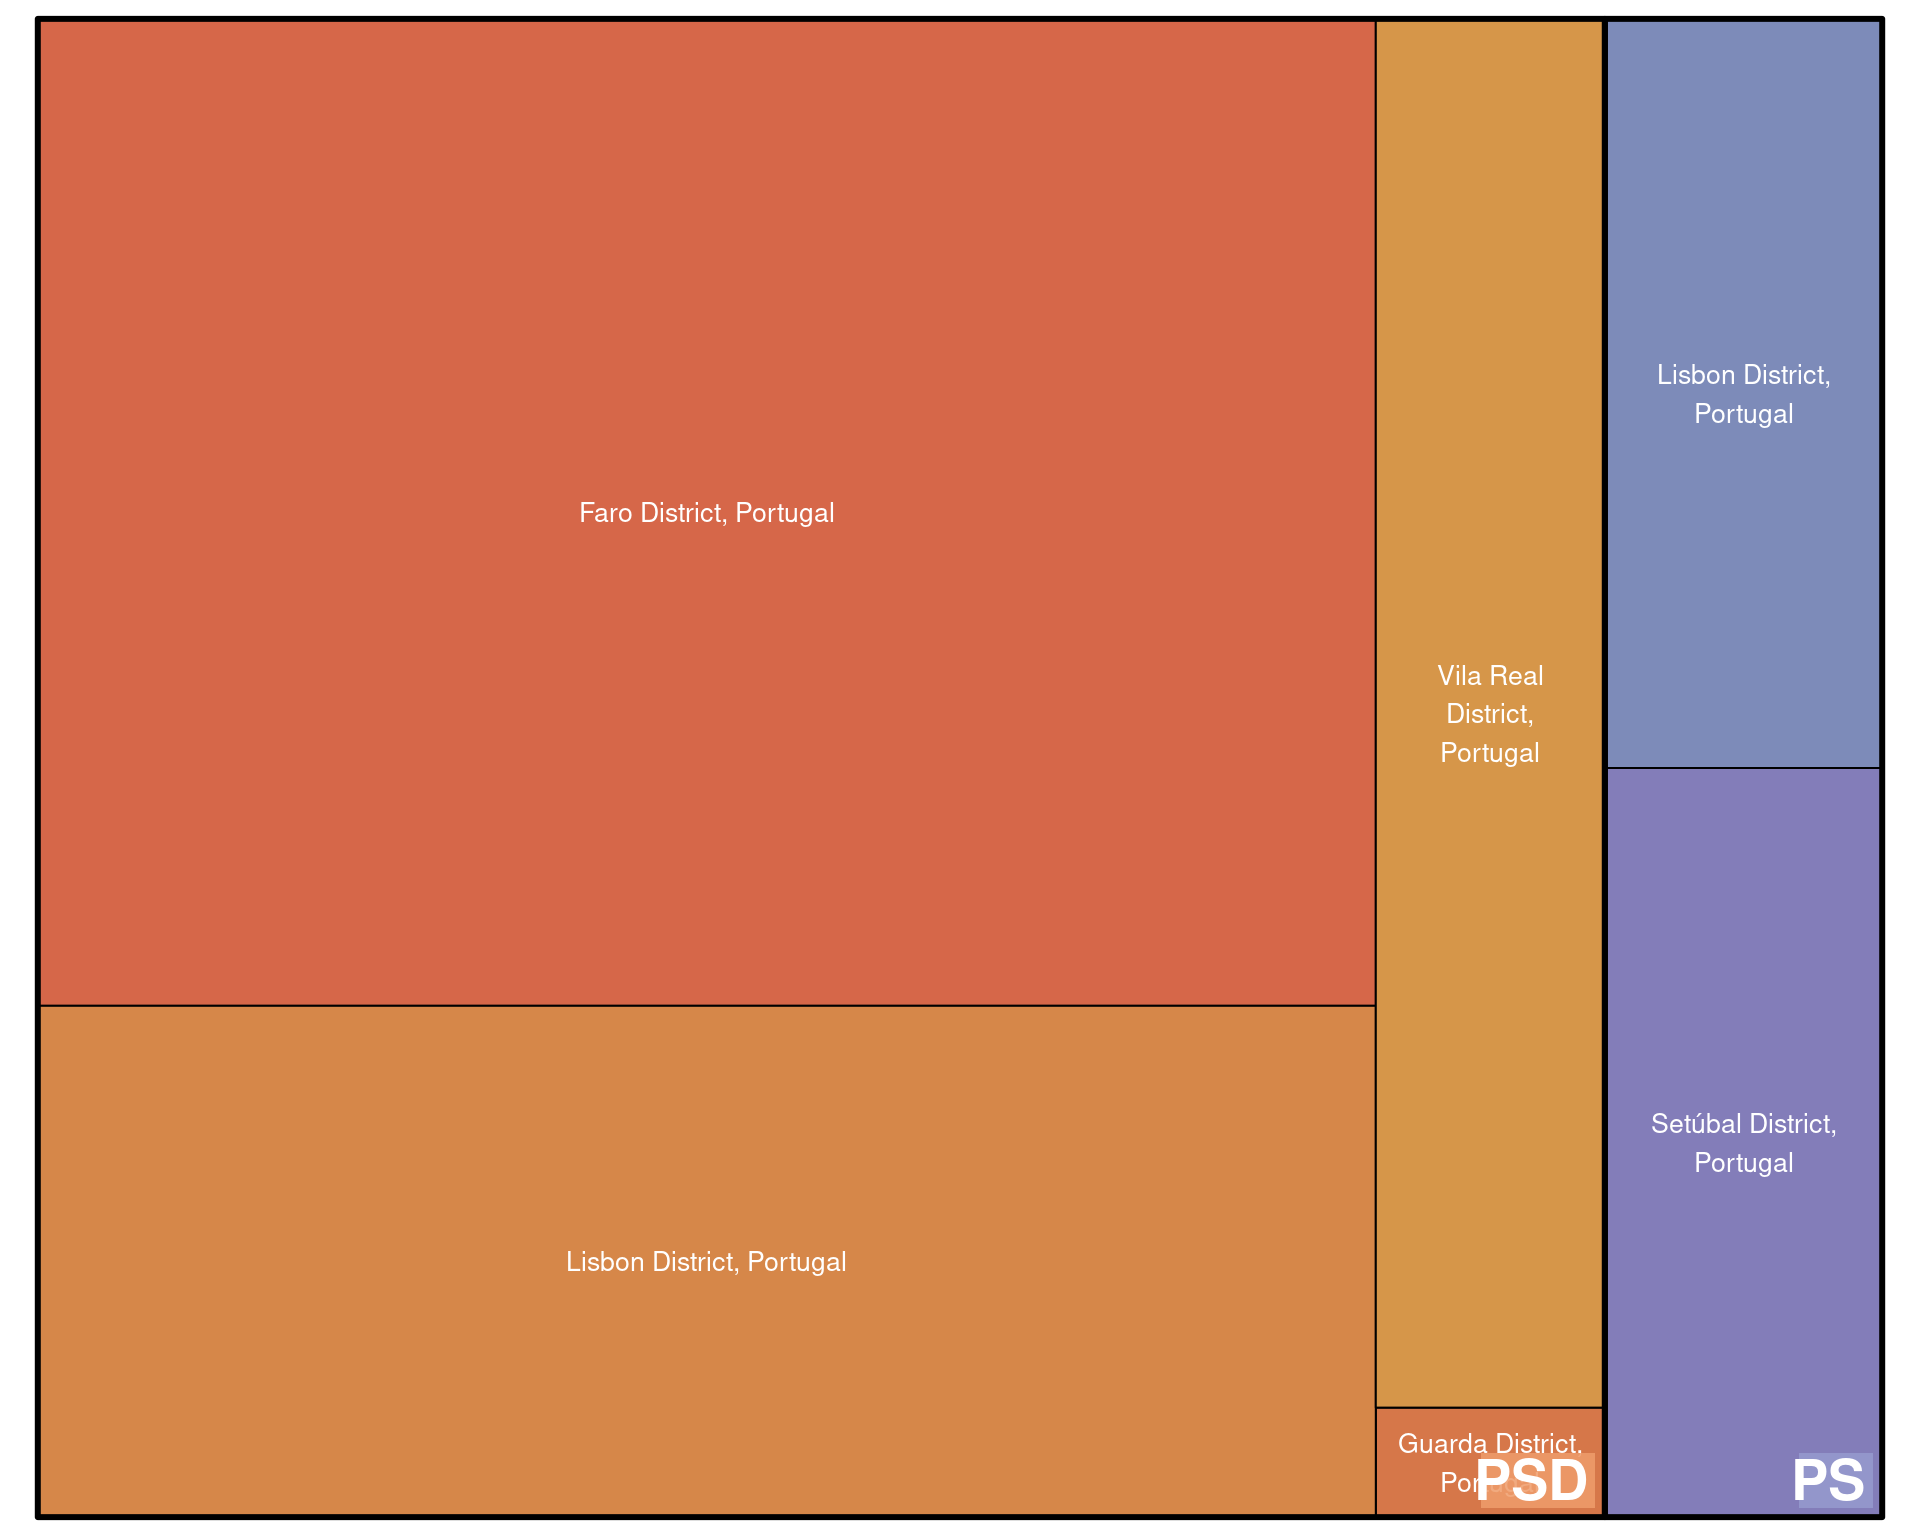 Faro District, Portugal
Lisbon District, Portugal
Vila Real
District,
Portugal
Guarda District,
Portugal
PSD
Lisbon District,
Portugal
Setúbal District,
Portugal
PS